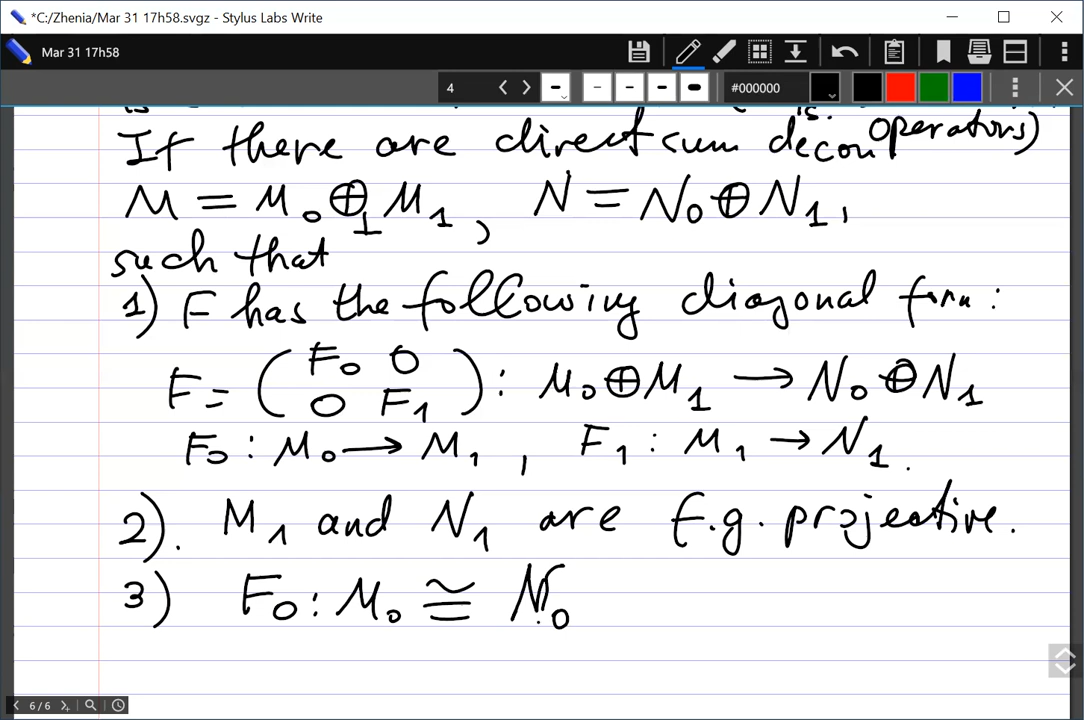 *C:/Zhenia/Mar 31 17h58.svgz - Stylus Labs Write
Mar 31 17h58
4
#000000
is
If there are direct sum decom operators)
M = M₀ ⊕ M₁, N = N₀ ⊕ N₁,
such that
1) F has the following diagonal form:
F = ( F₀ 0
0 F₁ ) : M₀ ⊕ M₁ → N₀ ⊕ N₁
F₀ : M₀ → M₁, F₁ : M₁ → N₁.
2). M₁ and N₁ are f.g. projective.
3) F₀ : M₀ ≅ N₀
6/6